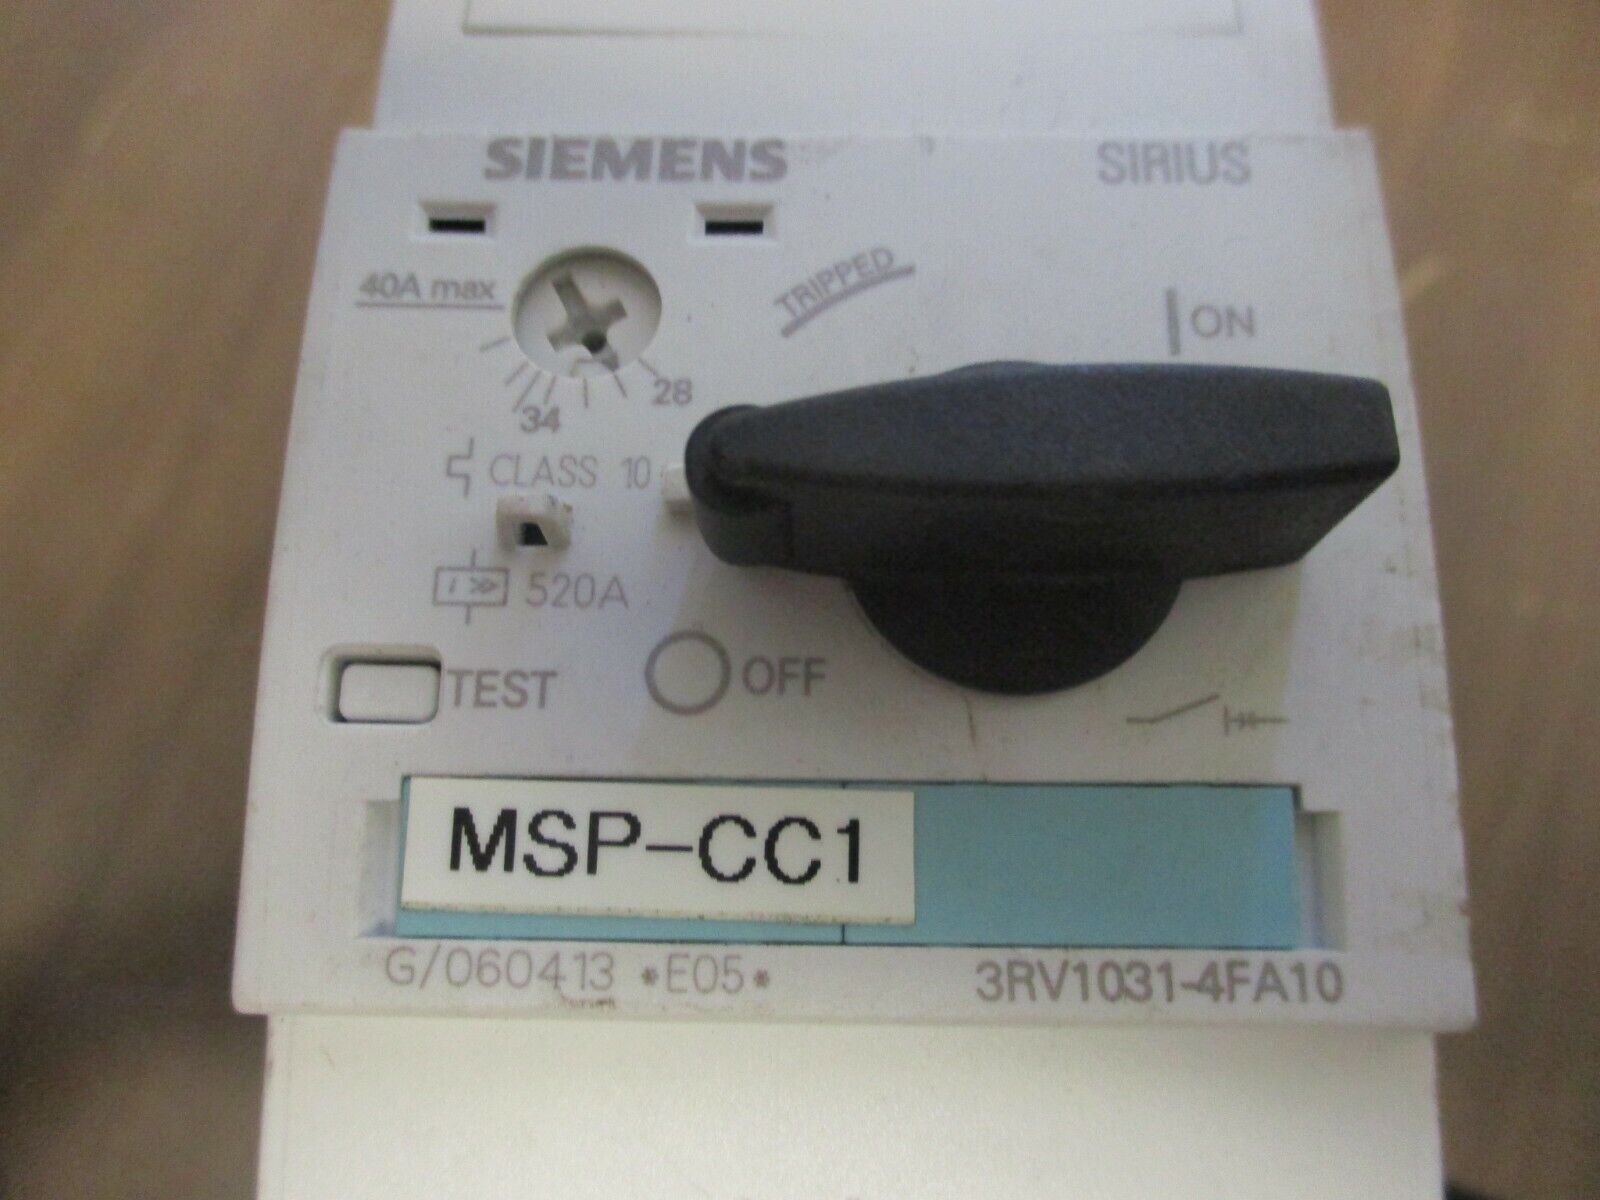 SIEMENS
SIRIUS
40A max
TRIPPED
ON
28
34
CLASS 10
i >> 520A
TEST
OFF
MSP-CC1
G/060413 *E05*
3RV1031-4FA10